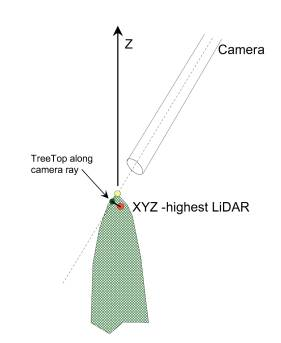 Z
Camera
TreeTop along
camera ray
XYZ -highest LiDAR